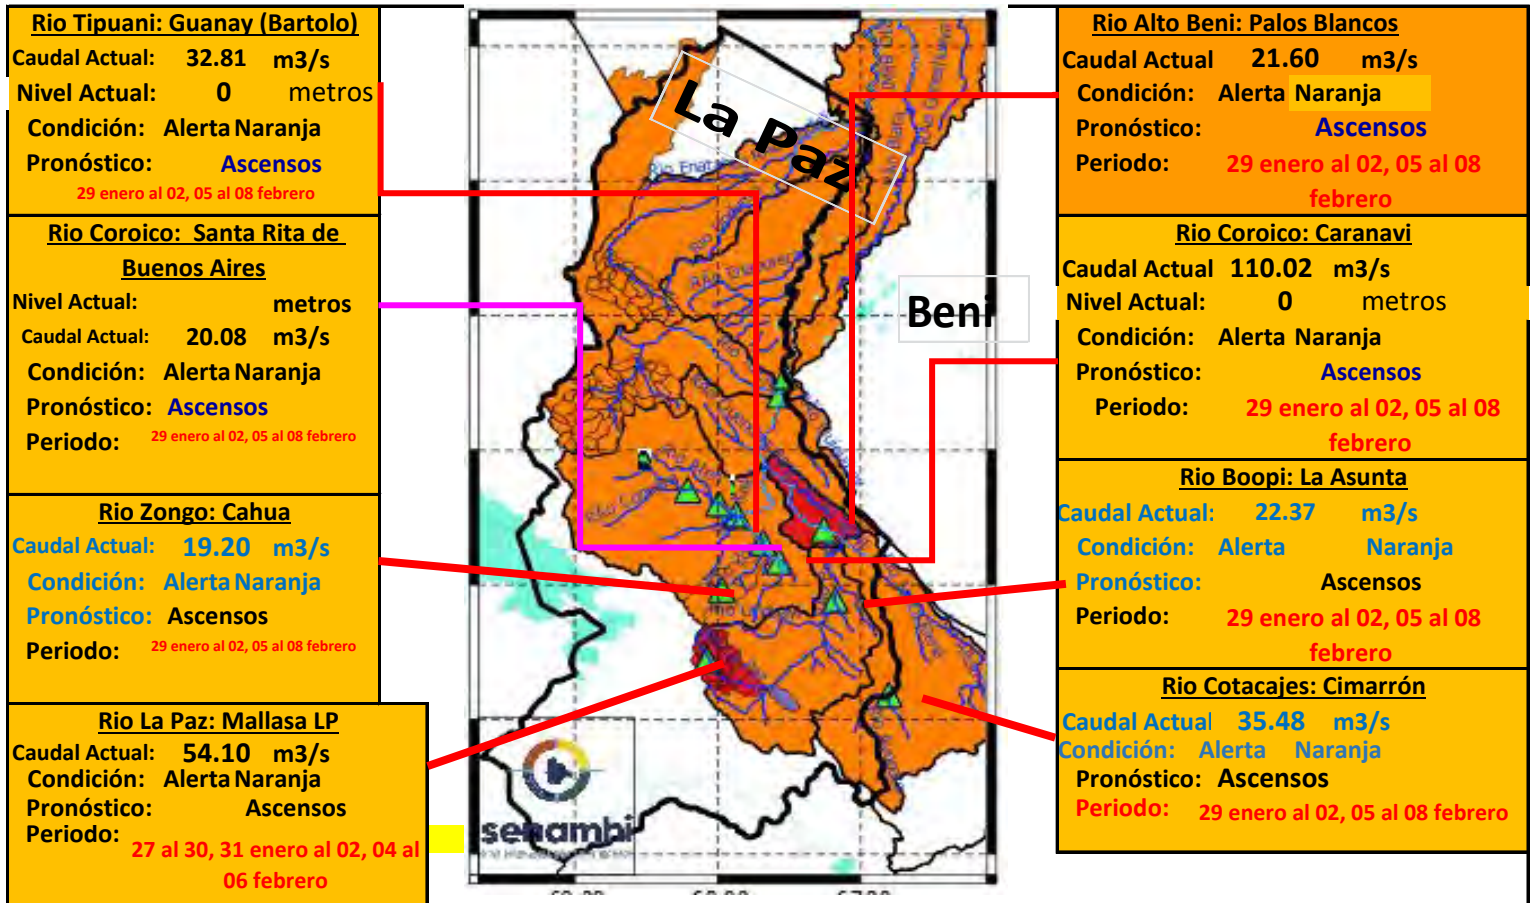 Rio Tipuani: Guanay (Bartolo)
Caudal Actual: 32.81 m3/s
Nivel Actual: 0 metros
Condición: Alerta Naranja
Pronóstico: Ascensos
29 enero al 02, 05 al 08 febrero
Rio Coroico: Santa Rita de
Buenos Aires
Nivel Actual: metros
Caudal Actual: 20.08 m3/s
Condición: Alerta Naranja
Pronóstico: Ascensos
Periodo: 29 enero al 02, 05 al 08 febrero
Rio Zongo: Cahua
Caudal Actual: 19.20 m3/s
Condición: Alerta Naranja
Pronóstico: Ascensos
Periodo: 29 enero al 02, 05 al 08 febrero
Rio La Paz: Mallasa LP
Caudal Actual: 54.10 m3/s
Condición: Alerta Naranja
Pronóstico: Ascensos
Periodo: 27 al 30, 31 enero al 02, 04 al
06 febrero
La Paz
Beni
senamhi
Rio Alto Beni: Palos Blancos
Caudal Actual 21.60 m3/s
Condición: Alerta Naranja
Pronóstico: Ascensos
Periodo: 29 enero al 02, 05 al 08
febrero
Rio Coroico: Caranavi
Caudal Actual 110.02 m3/s
Nivel Actual: 0 metros
Condición: Alerta Naranja
Pronóstico: Ascensos
Periodo: 29 enero al 02, 05 al 08
febrero
Rio Boopi: La Asunta
Caudal Actual: 22.37 m3/s
Condición: Alerta Naranja
Pronóstico: Ascensos
Periodo: 29 enero al 02, 05 al 08
febrero
Rio Cotacajes: Cimarrón
Caudal Actual 35.48 m3/s
Condición: Alerta Naranja
Pronóstico: Ascensos
Periodo: 29 enero al 02, 05 al 08 febrero